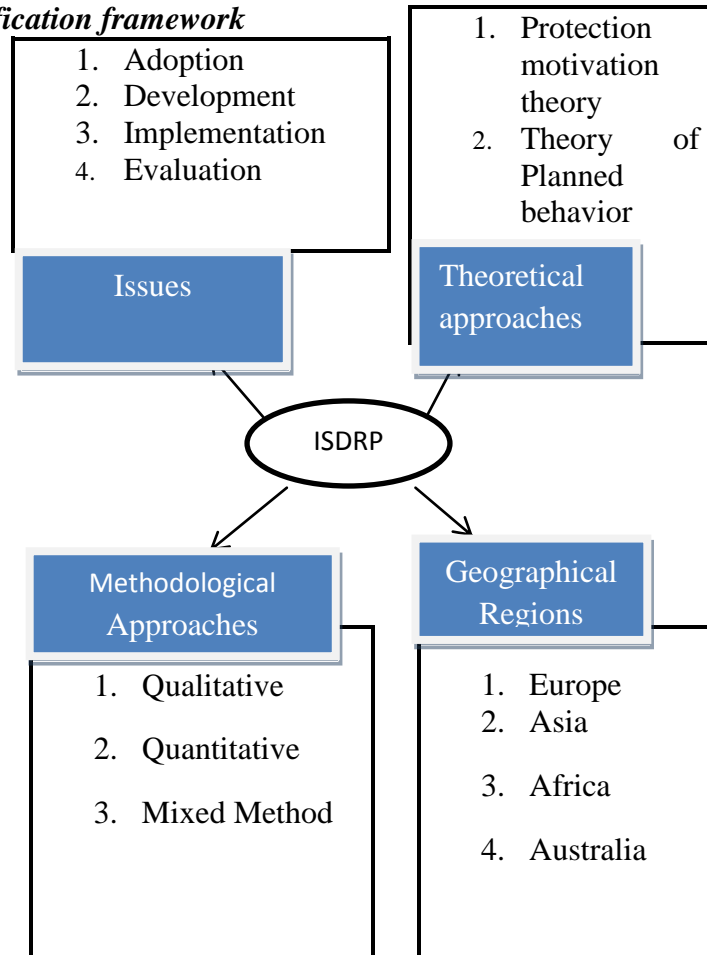 fication framework
1. Adoption
2. Development
3. Implementation
4. Evaluation
Issues
1. Protection
motivation
theory
2. Theory of
Planned
behavior
Theoretical
approaches
ISDRP
Methodological
Approaches
1. Qualitative
2. Quantitative
3. Mixed Method
Geographical
Regions
1. Europe
2. Asia
3. Africa
4. Australia